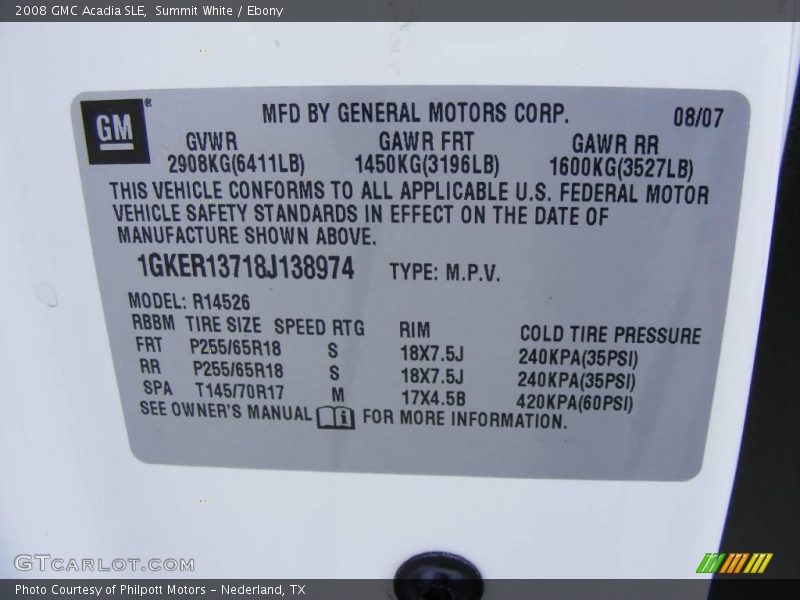 2008 GMC Acadia SLE,  Summit White / Ebony
GM®
MFD BY GENERAL MOTORS CORP. 08/07
GVWR GAWR FRT GAWR RR
2908KG(6411LB) 1450KG(3196LB) 1600KG(3527LB)
THIS VEHICLE CONFORMS TO ALL APPLICABLE U.S. FEDERAL MOTOR
VEHICLE SAFETY STANDARDS IN EFFECT ON THE DATE OF
MANUFACTURE SHOWN ABOVE.
1GKER13718J138974 TYPE: M.P.V.
MODEL: R14526
RBBM TIRE SIZE SPEED RTG RIM COLD TIRE PRESSURE
FRT P255/65R18 S 18X7.5J 240KPA(35PSI)
RR P255/65R18 S 18X7.5J 240KPA(35PSI)
SPA T145/70R17 M 17X4.5B 420KPA(60PSI)
SEE OWNER'S MANUAL i FOR MORE INFORMATION.
GTCARLOT.COM
Photo Courtesy of Philpott Motors - Nederland, TX